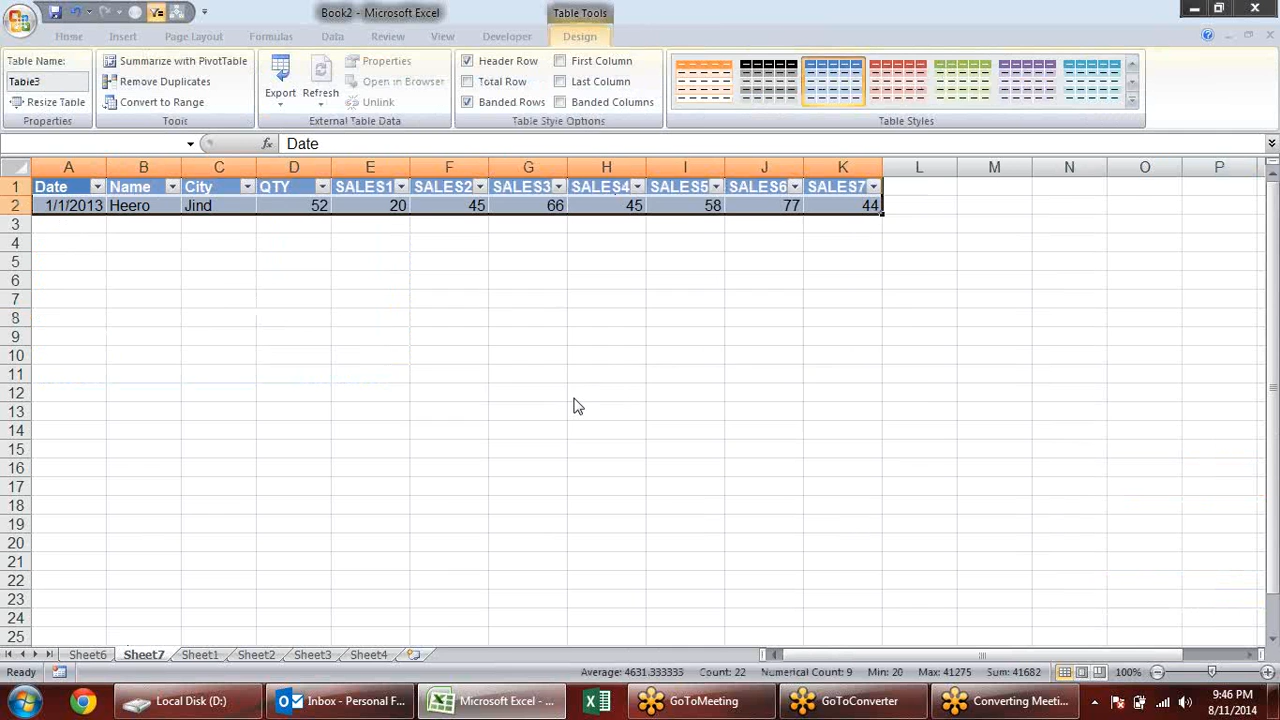 Book2 - Microsoft Excel
Table Tools
Home Insert Page Layout Formulas Data Review View Developer Design
Table Name: Summarize with PivotTable Properties Header Row First Column
Table3 Remove Duplicates Export Refresh Open in Browser Total Row Last Column
Resize Table Convert to Range Unlink Banded Rows Banded Columns
Properties Tools External Table Data Table Style Options Table Styles
fx Date
A B C D E F G H I J K L M N O P
1 Date Name City QTY SALES1 SALES2 SALES3 SALES4 SALES5 SALES6 SALES7
2 1/1/2013 Heero Jind 52 20 45 66 45 58 77 44
3
4
5
6
7
8
9
10
11
12
13
14
15
16
17
18
19
20
21
22
23
24
25
Sheet6 Sheet7 Sheet1 Sheet2 Sheet3 Sheet4
Ready Average: 4631.333333 Count: 22 Numerical Count: 9 Min: 20 Max: 41275 Sum: 41682 100%
Local Disk (D:) Inbox - Personal F... Microsoft Excel - ... GoToMeeting GoToConverter Converting Meeti... 9:46 PM
8/11/2014